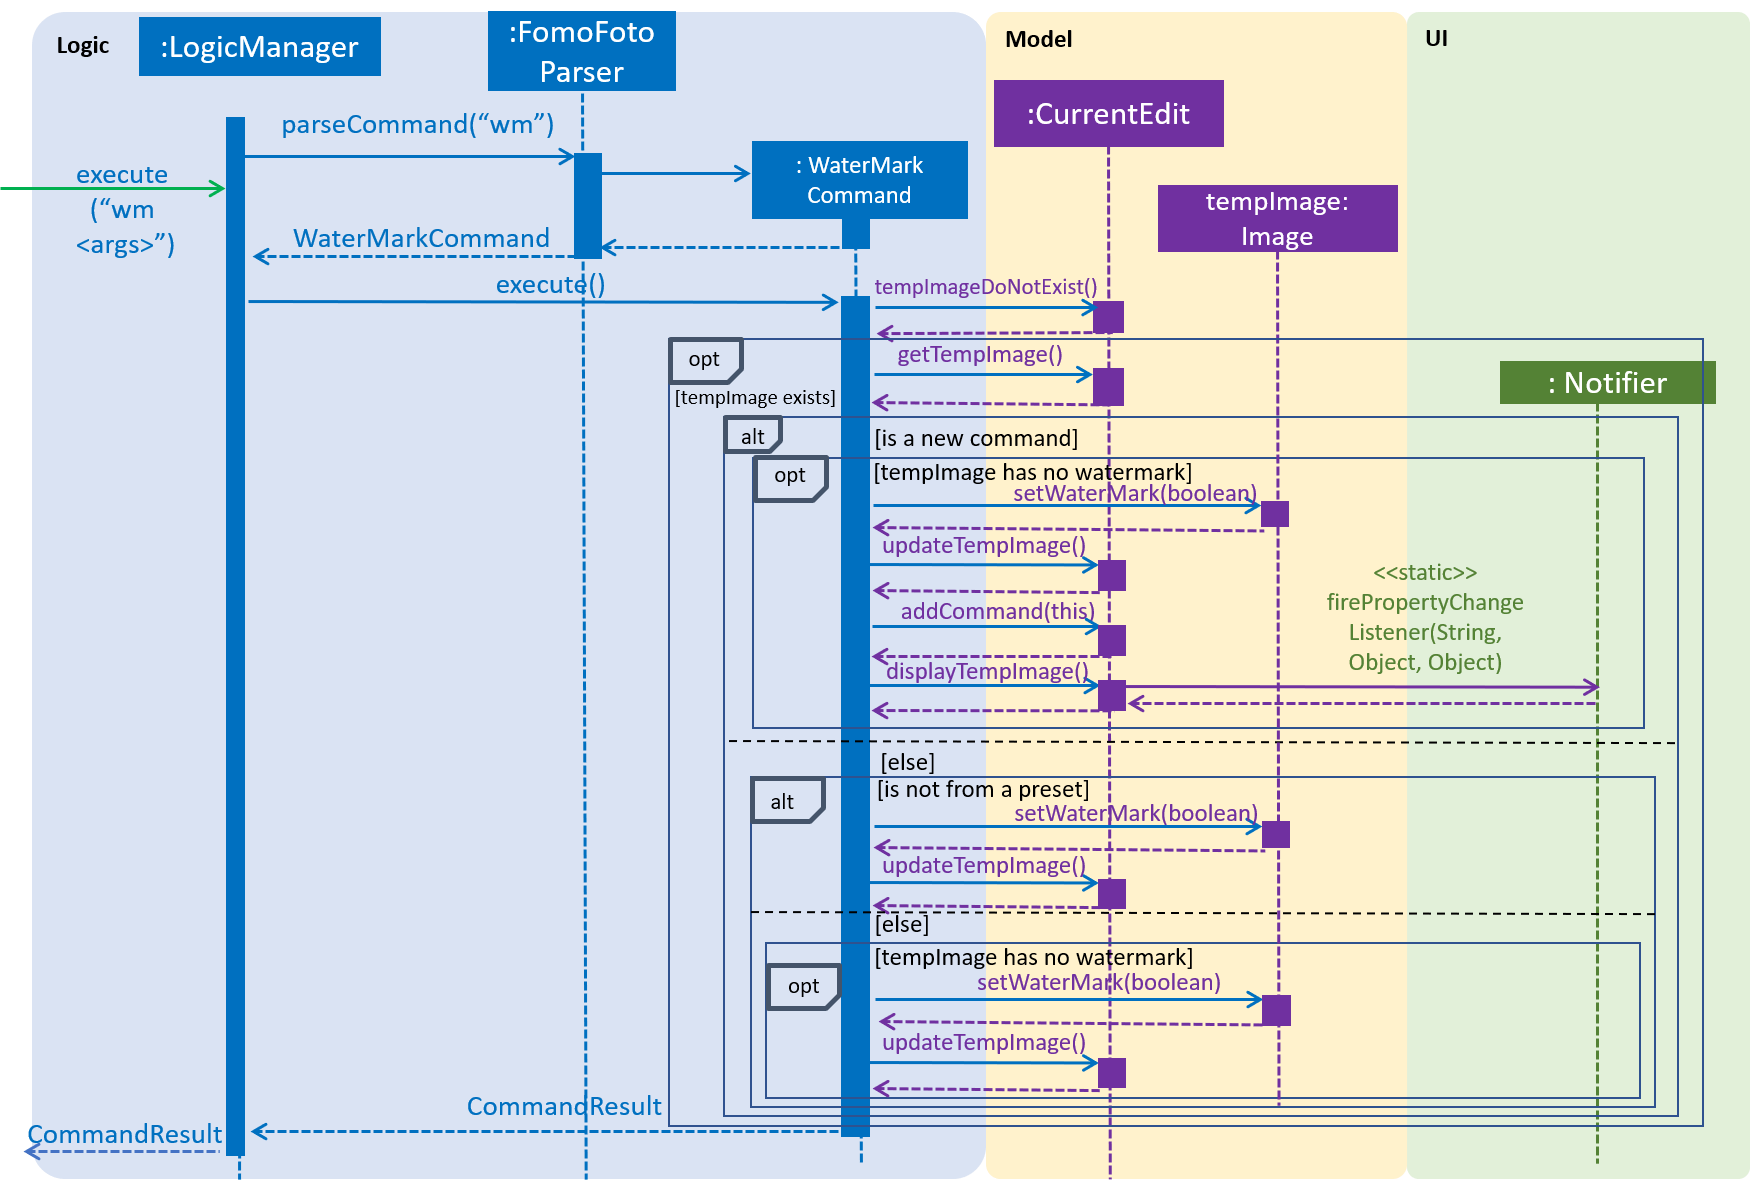 Logic
:LogicManager
:FomoFoto
Parser
Model
UI
:CurrentEdit
parseCommand(“wm”)
execute
(“wm
<args>”)
: WaterMark
Command
tempImage:
Image
WaterMarkCommand
execute()
tempImageDoNotExist()
opt
getTempImage()
[tempImage exists]
: Notifier
alt
[is a new command]
opt
[tempImage has no watermark]
setWaterMark(boolean)
updateTempImage()
<<static>>
firePropertyChange
Listener(String,
Object, Object)
addCommand(this)
displayTempImage()
[else]
alt
[is not from a preset]
setWaterMark(boolean)
updateTempImage()
[else]
[tempImage has no watermark]
opt
setWaterMark(boolean)
updateTempImage()
CommandResult
CommandResult